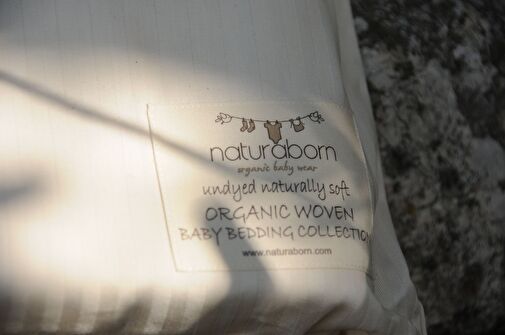 naturaborn
organic baby wear
undyed naturally soft
ORGANIC WOVEN
BABY BEDDING COLLECTION
www.naturaborn.com